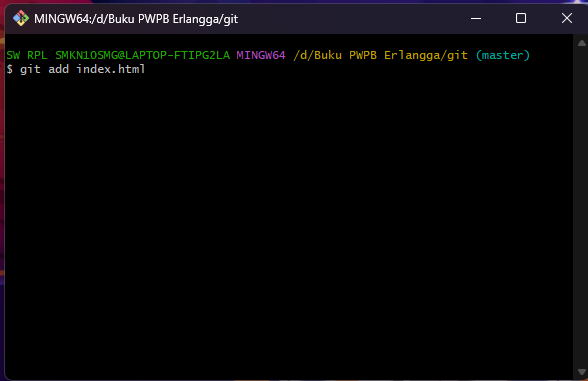 MINGW64:/d/Buku PWPB Erlangga/git
SW RPL SMKN1OSMG@LAPTOP-FTIPG2LA MINGW64 /d/Buku PWPB Erlangga/git (master)
$ git add index.html